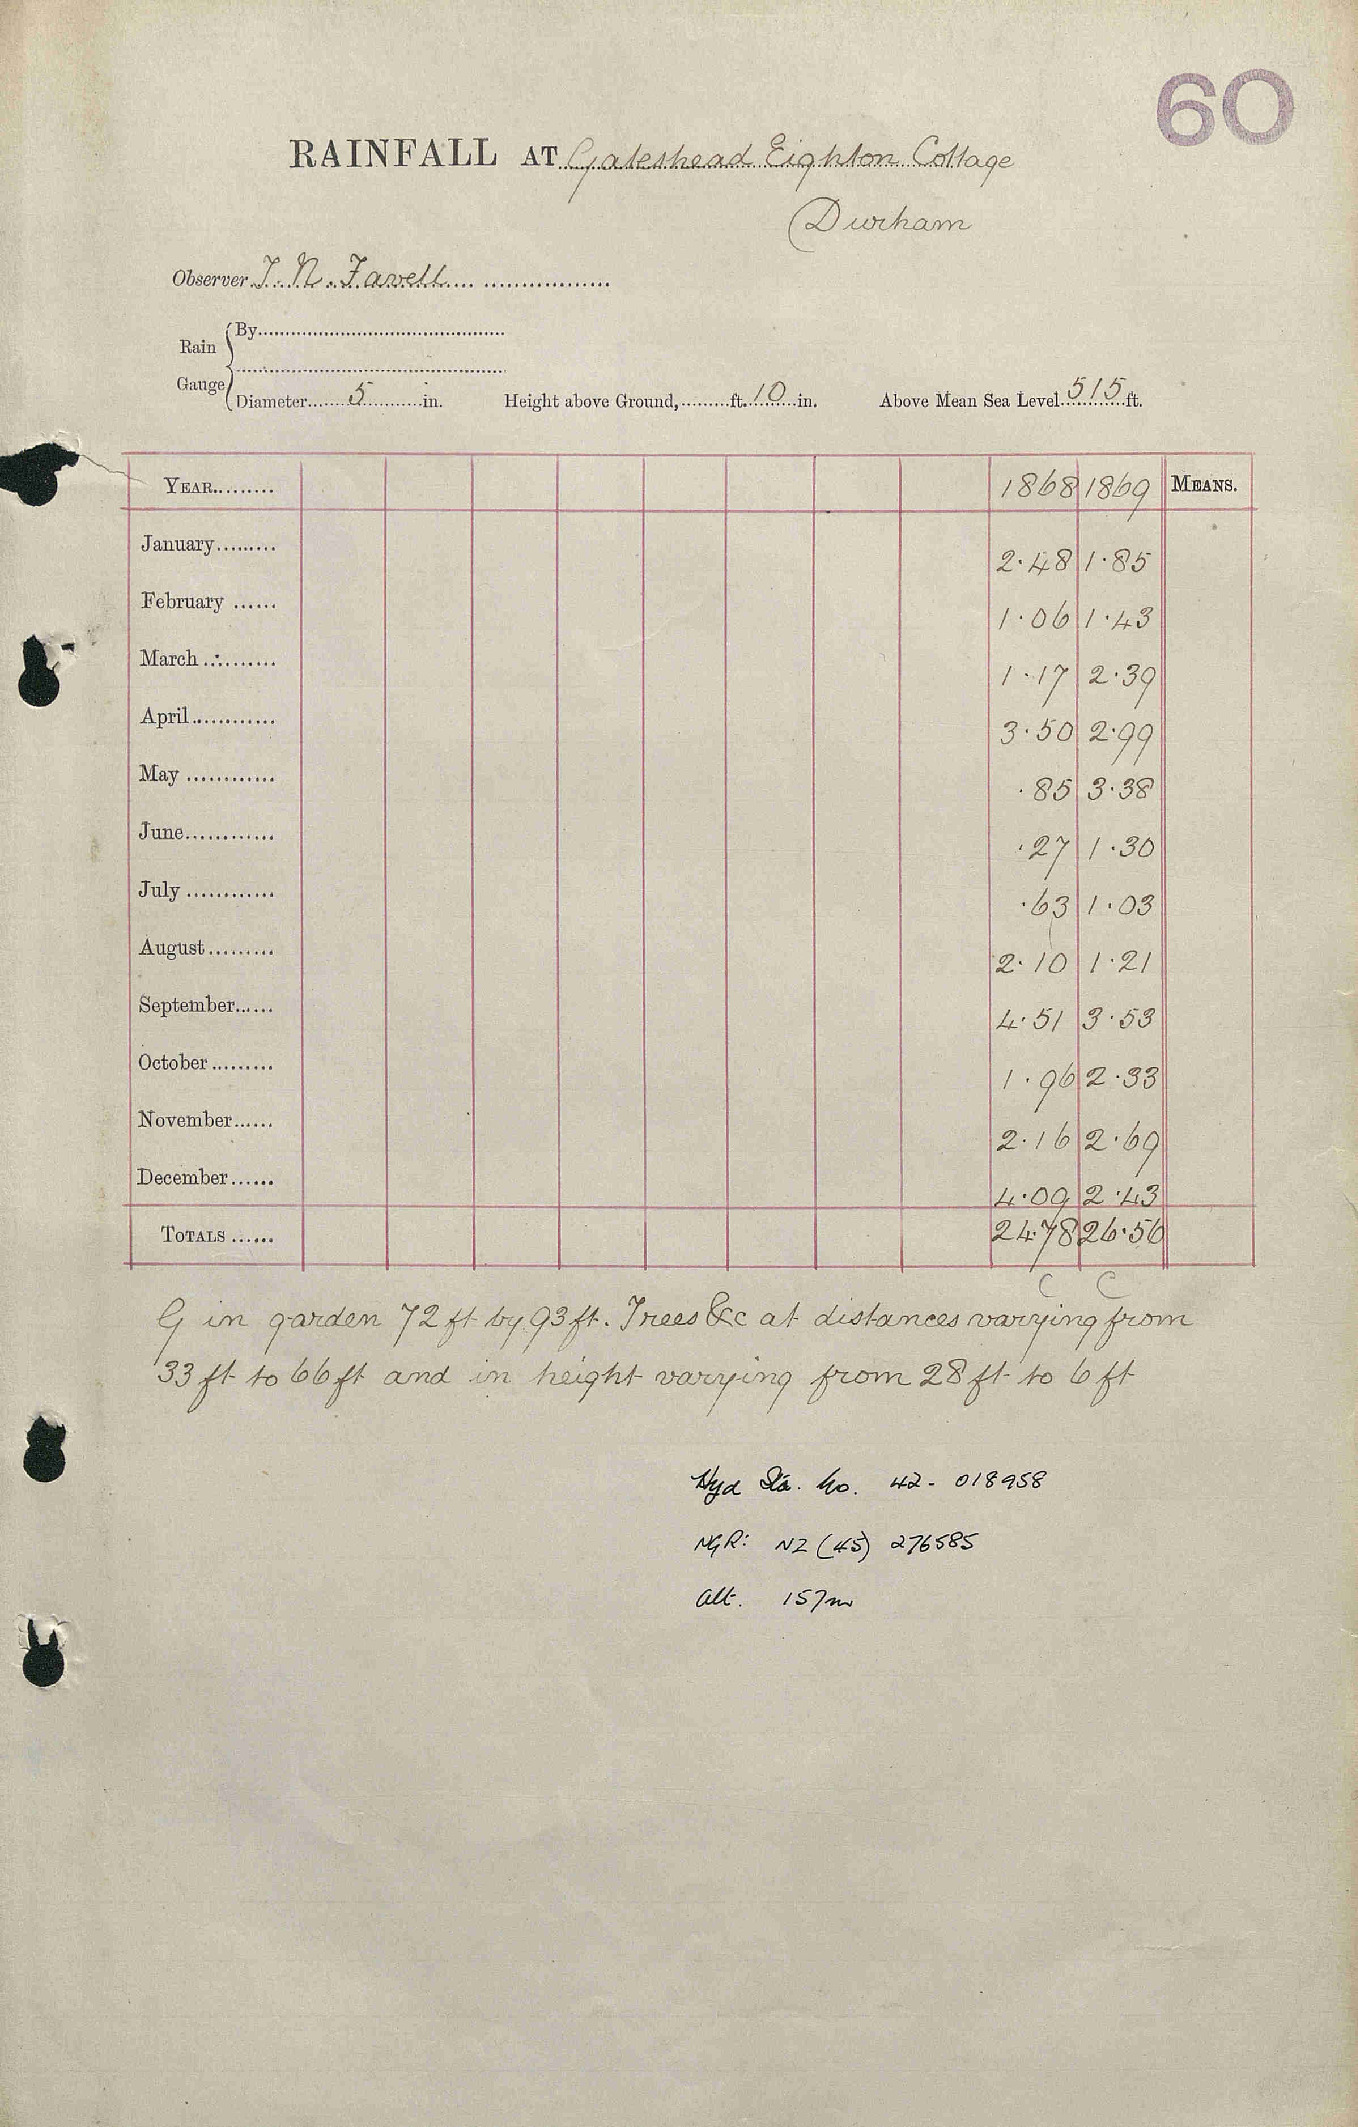 60
RAINFALL AT Gateshead Eighton Cottage
(Durham
Observer T. N. Favell
Rain Gauge { By
Diameter 5 in. Height above Ground, ft. 10 in. Above Mean Sea Level 515 ft.
YEAR 1868 1869 MEANS.
January 2.48 1.85
February 1.06 1.43
March 1.17 2.39
April 3.50 2.99
May .85 3.38
June .27 1.30
July .63 1.03
August 2.10 1.21
September 4.51 3.53
October 1.96 2.33
November 2.16 2.69
December 4.09 2.43
TOTALS 24.78 26.56
C C
G in garden 72 ft by 93 ft. Trees &c at distances varying from
33 ft to 66 ft and in height varying from 28 ft to 6 ft
Hyd Sta. No. 42- 018958
NGR: NZ (45) 276585
Alt. 157m